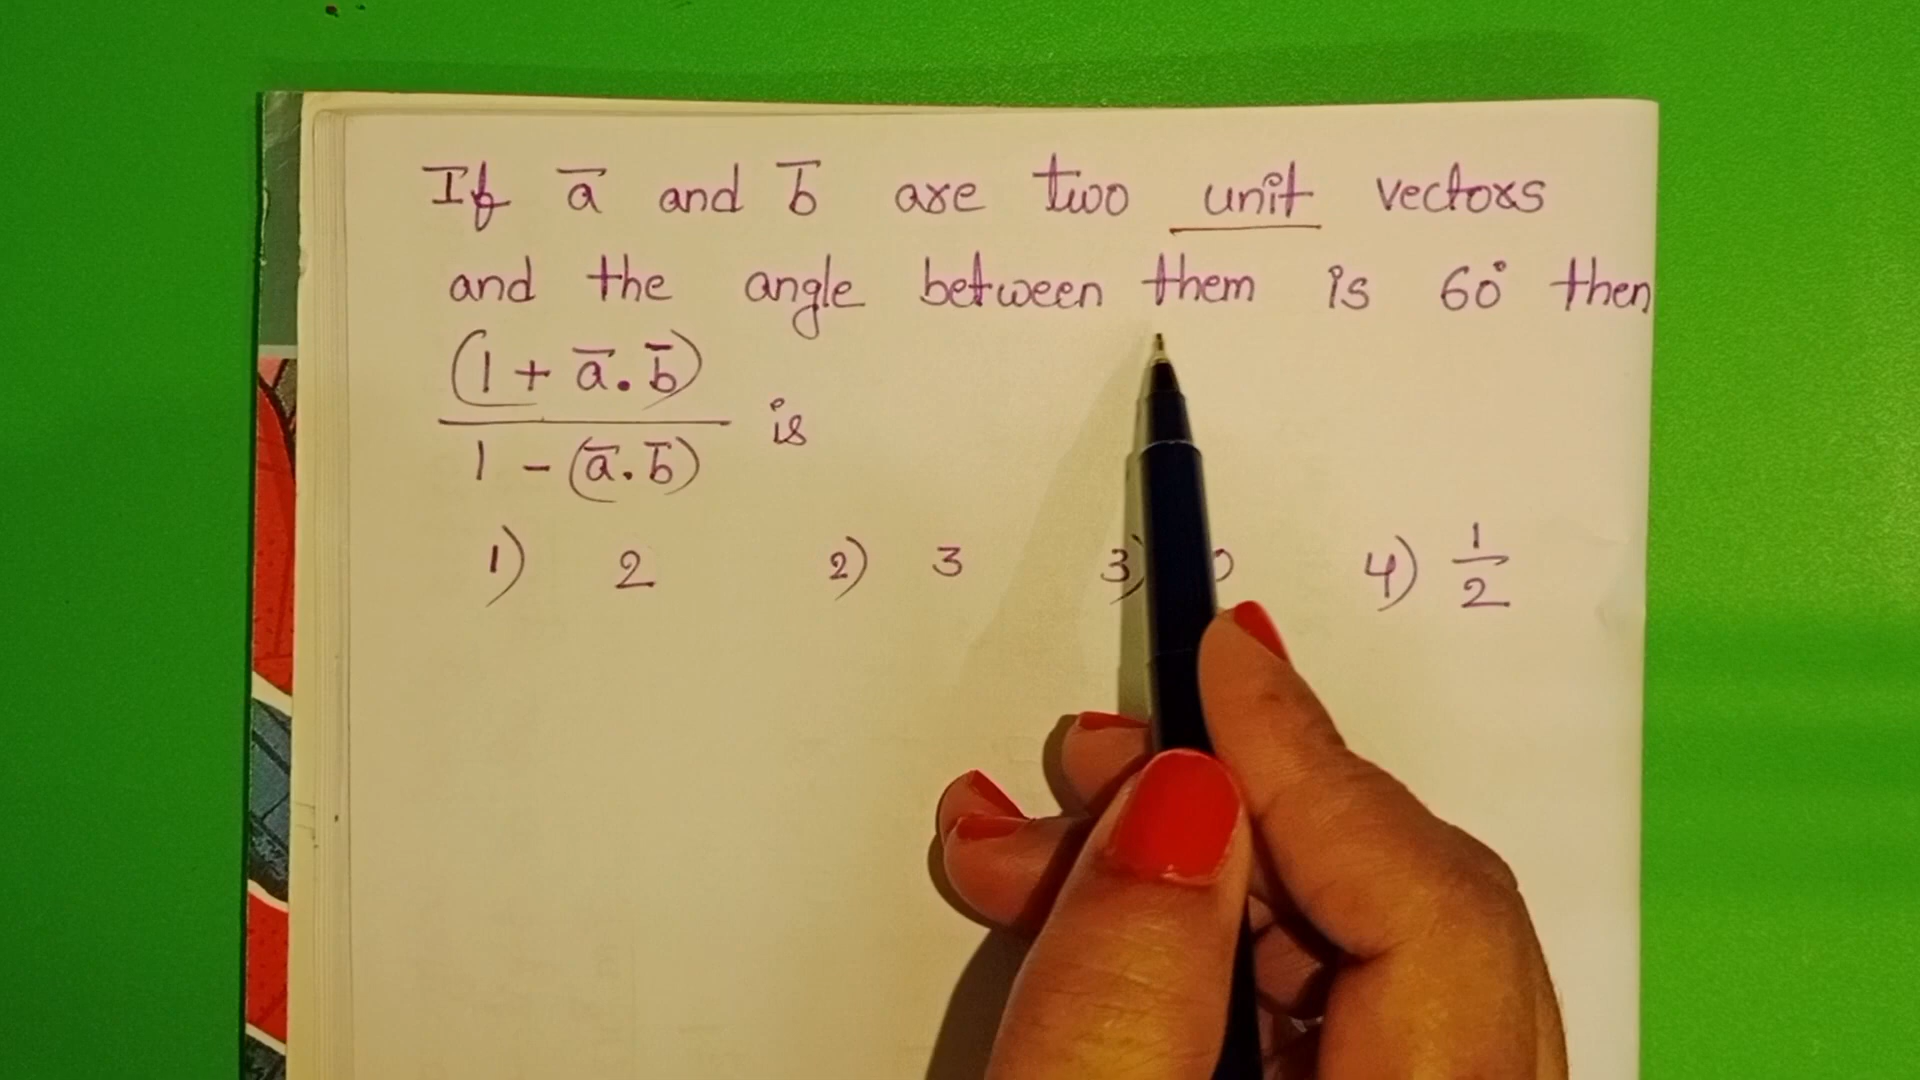 If a̅ and b̅ are two unit vectors
and the angle between them is 60° then
(1 + a̅.b̅)
1 - (a̅.b̅) is
1) 2 2) 3 3) 4) 1/2